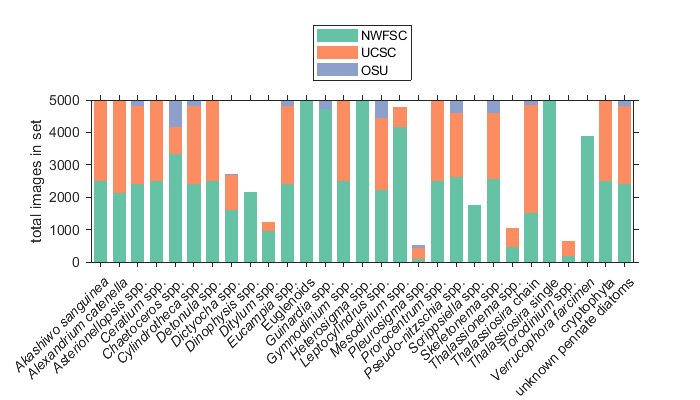 NWFSC
UCSC
OSU
total images in set
5000
4000
3000
2000
1000
0
Akashiwo sanguinea
Alexandrium catenella
Asterionellopsis spp.
Ceratium spp.
Chaetoceros spp.
Cylindrotheca spp.
Detonula spp.
Dictyocha spp.
Dinophysis spp.
Ditylum spp.
Eucampia spp.
Euglenoids
Guinardia spp.
Gymnodinium spp.
Heterosigma spp.
Leptocylindrus spp.
Mesodinium spp.
Pleurosigma spp.
Prorocentrum spp.
Pseudo-nitzschia spp.
Scrippsiella spp.
Skeletonema spp.
Thalassionema spp.
Thalassiosira chain
Thalassiosira single
Torodinium spp.
Verrucophora farcimen
cryptophyta
unknown pennate diatoms